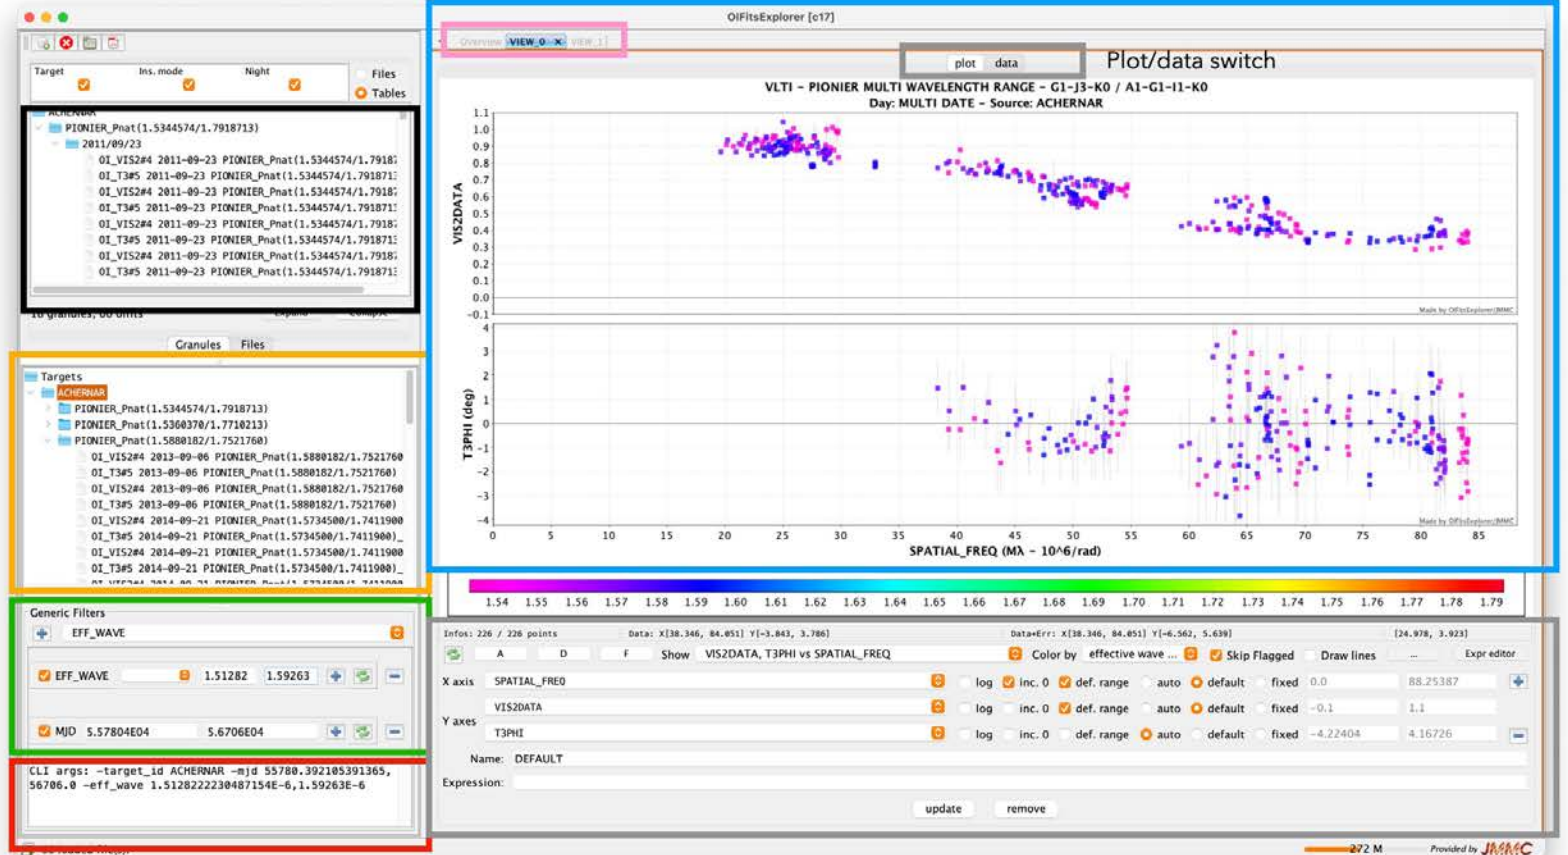 OIFitsExplorer [c17]
Overview VIEW_0 VIEW_1
Target Ins. mode Night Files
Tables
plot data Plot/data switch
ACHERNAR
PIONIER_Pnat(1.5344574/1.7918713)
2011/09/23
OI_VIS2#4 2011-09-23 PIONIER_Pnat(1.5344574/1.7918
OI_T3#5 2011-09-23 PIONIER_Pnat(1.5344574/1.7918713
OI_VIS2#4 2011-09-23 PIONIER_Pnat(1.5344574/1.7918
OI_T3#5 2011-09-23 PIONIER_Pnat(1.5344574/1.7918713
OI_VIS2#4 2011-09-23 PIONIER_Pnat(1.5344574/1.7918
OI_T3#5 2011-09-23 PIONIER_Pnat(1.5344574/1.7918713
OI_VIS2#4 2011-09-23 PIONIER_Pnat(1.5344574/1.7918
OI_T3#5 2011-09-23 PIONIER_Pnat(1.5344574/1.7918713
Granules Files
Targets
ACHERNAR
PIONIER_Pnat(1.5344574/1.7918713)
PIONIER_Pnat(1.5360370/1.7710213)
PIONIER_Pnat(1.5880182/1.7521760)
OI_VIS2#4 2013-09-06 PIONIER_Pnat(1.5880182/1.7521760
OI_T3#5 2013-09-06 PIONIER_Pnat(1.5880182/1.7521760)
OI_VIS2#4 2013-09-06 PIONIER_Pnat(1.5880182/1.7521760
OI_T3#5 2013-09-06 PIONIER_Pnat(1.5880182/1.7521760)
OI_VIS2#4 2014-09-21 PIONIER_Pnat(1.5734500/1.7411900
OI_T3#5 2014-09-21 PIONIER_Pnat(1.5734500/1.7411900)_
OI_VIS2#4 2014-09-21 PIONIER_Pnat(1.5734500/1.7411900
OI_T3#5 2014-09-21 PIONIER_Pnat(1.5734500/1.7411900)_
Generic Filters
EFF_WAVE
EFF_WAVE 1.51282 1.59263
MJD 5.57804E04 5.6706E04
CLI args: -target_id ACHERNAR -mjd 55780.392105391365,
56706.0 -eff_wave 1.5128222230487154E-6,1.59263E-6
VLTI - PIONIER MULTI WAVELENGTH RANGE - G1-J3-K0 / A1-G1-I1-K0
Day: MULTI DATE - Source: ACHERNAR
VIS2DATA
1.1
1.0
0.9
0.8
0.7
0.6
0.5
0.4
0.3
0.2
0.1
0.0
-0.1
Made by OIFitsExplorer/JMMC
T3PHI (deg)
4
3
2
1
0
-1
-2
-3
-4
Made by OIFitsExplorer/JMMC
0 5 10 15 20 25 30 35 40 45 50 55 60 65 70 75 80 85
SPATIAL_FREQ (Mλ - 10^6/rad)
1.54 1.55 1.56 1.57 1.58 1.59 1.60 1.61 1.62 1.63 1.64 1.65 1.66 1.67 1.68 1.69 1.70 1.71 1.72 1.73 1.74 1.75 1.76 1.77 1.78 1.79
Infos: 226 / 226 points Data: X[38.346, 84.051] Y[-3.843, 3.786] Data+Err: X[38.346, 84.051] Y[-6.562, 5.639] [24.978, 3.923]
A D F Show VIS2DATA, T3PHI vs SPATIAL_FREQ Color by effective wave ... Skip Flagged Draw lines ... Expr editor
X axis SPATIAL_FREQ log inc. 0 def. range auto default fixed 0.0 88.25387
VIS2DATA log inc. 0 def. range auto default fixed -0.1 1.1
Y axes
T3PHI log inc. 0 def. range auto default fixed -4.22404 4.16726
Name: DEFAULT
Expression:
update remove
272 M Provided by JMMC